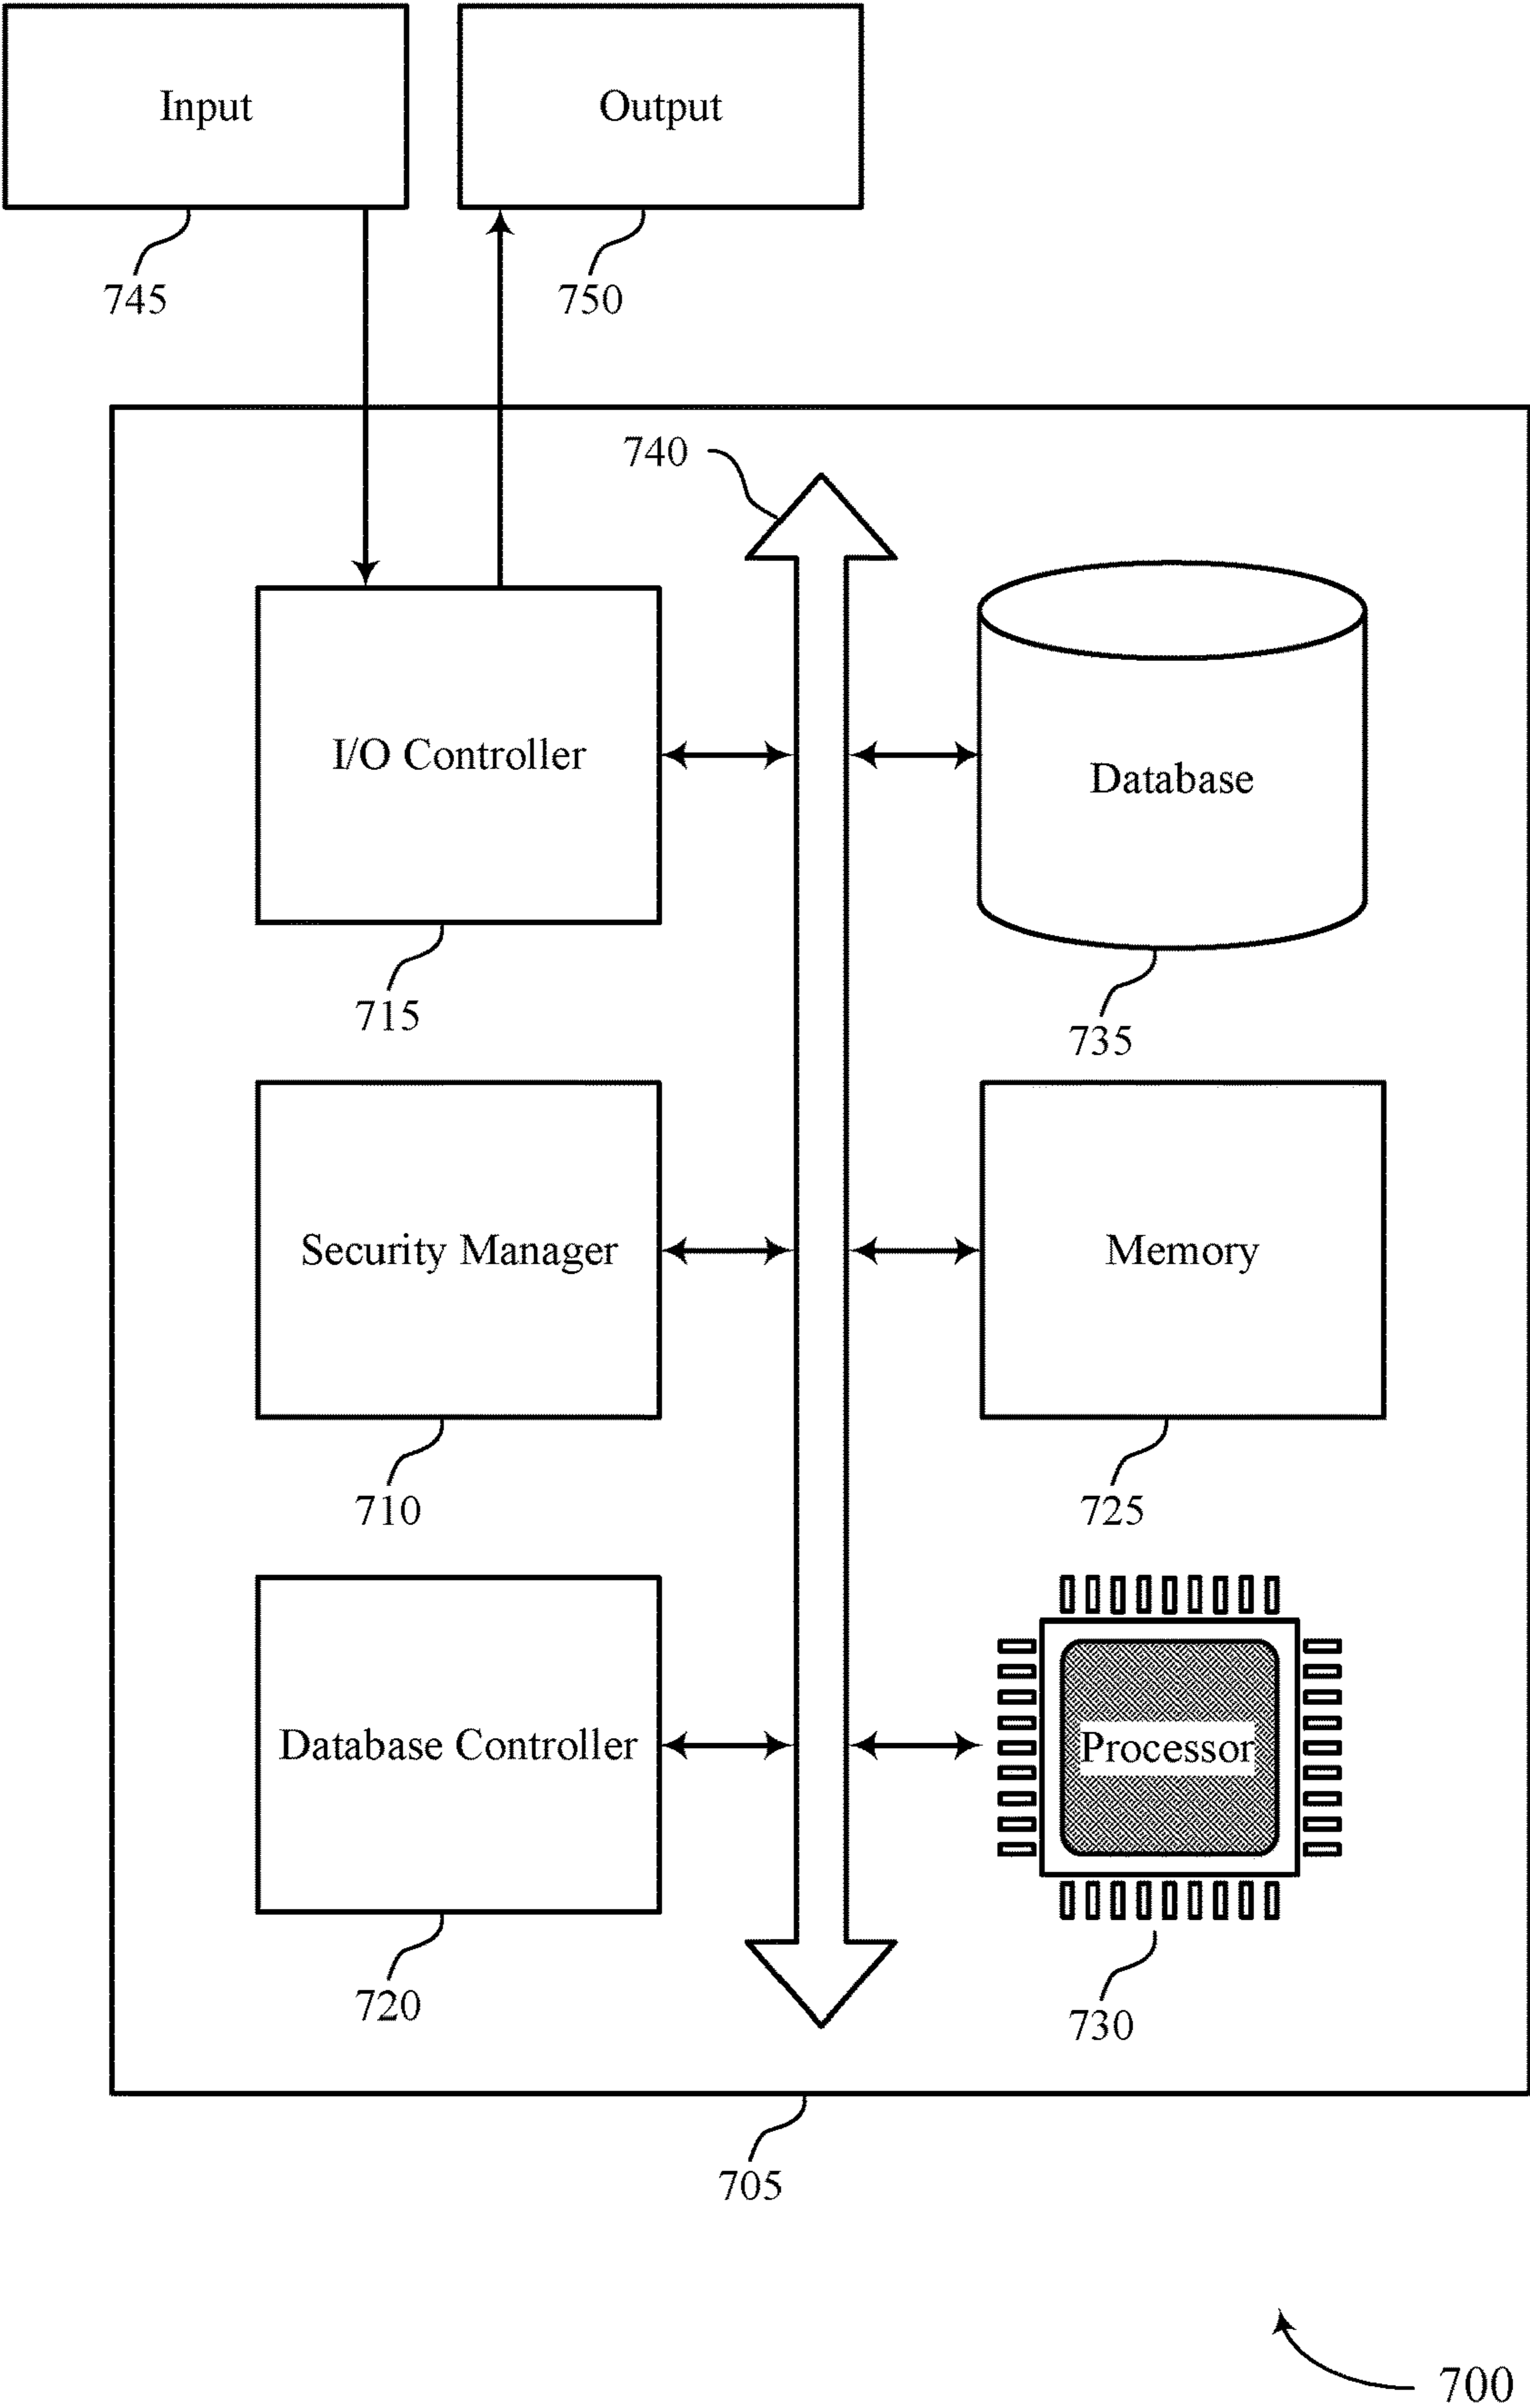 Input
Output
745
750
740
I/O Controller
Database
715
735
Security Manager
Memory
710
725
Database Controller
Processor
720
730
705
700